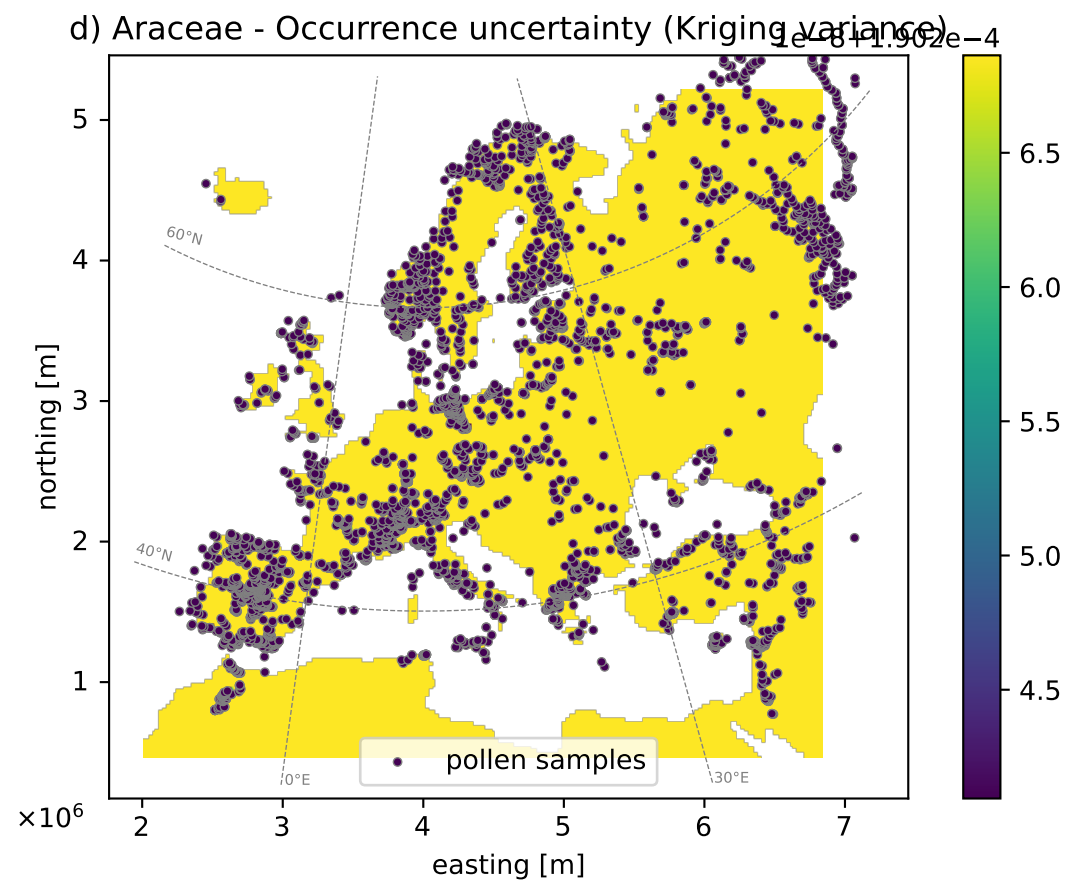 d) Araceae - Occurrence uncertainty (Kriging variance)
1e−8+1.902e−4
5
4
3
2
1
northing [m]
60°N
40°N
0°E
30°E
pollen samples
6.5
6.0
5.5
5.0
4.5
×10⁶
2
3
4
5
6
7
easting [m]